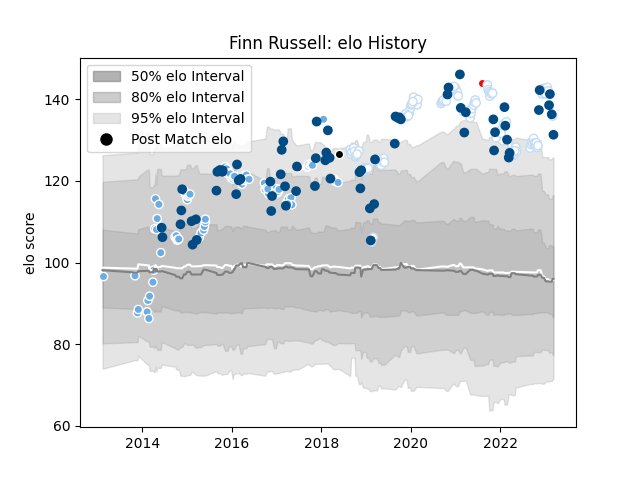 Finn Russell: elo History
50% elo Interval
80% elo Interval
95% elo Interval
Post Match elo
elo score
140
120
100
80
60
2014
2016
2018
2020
2022